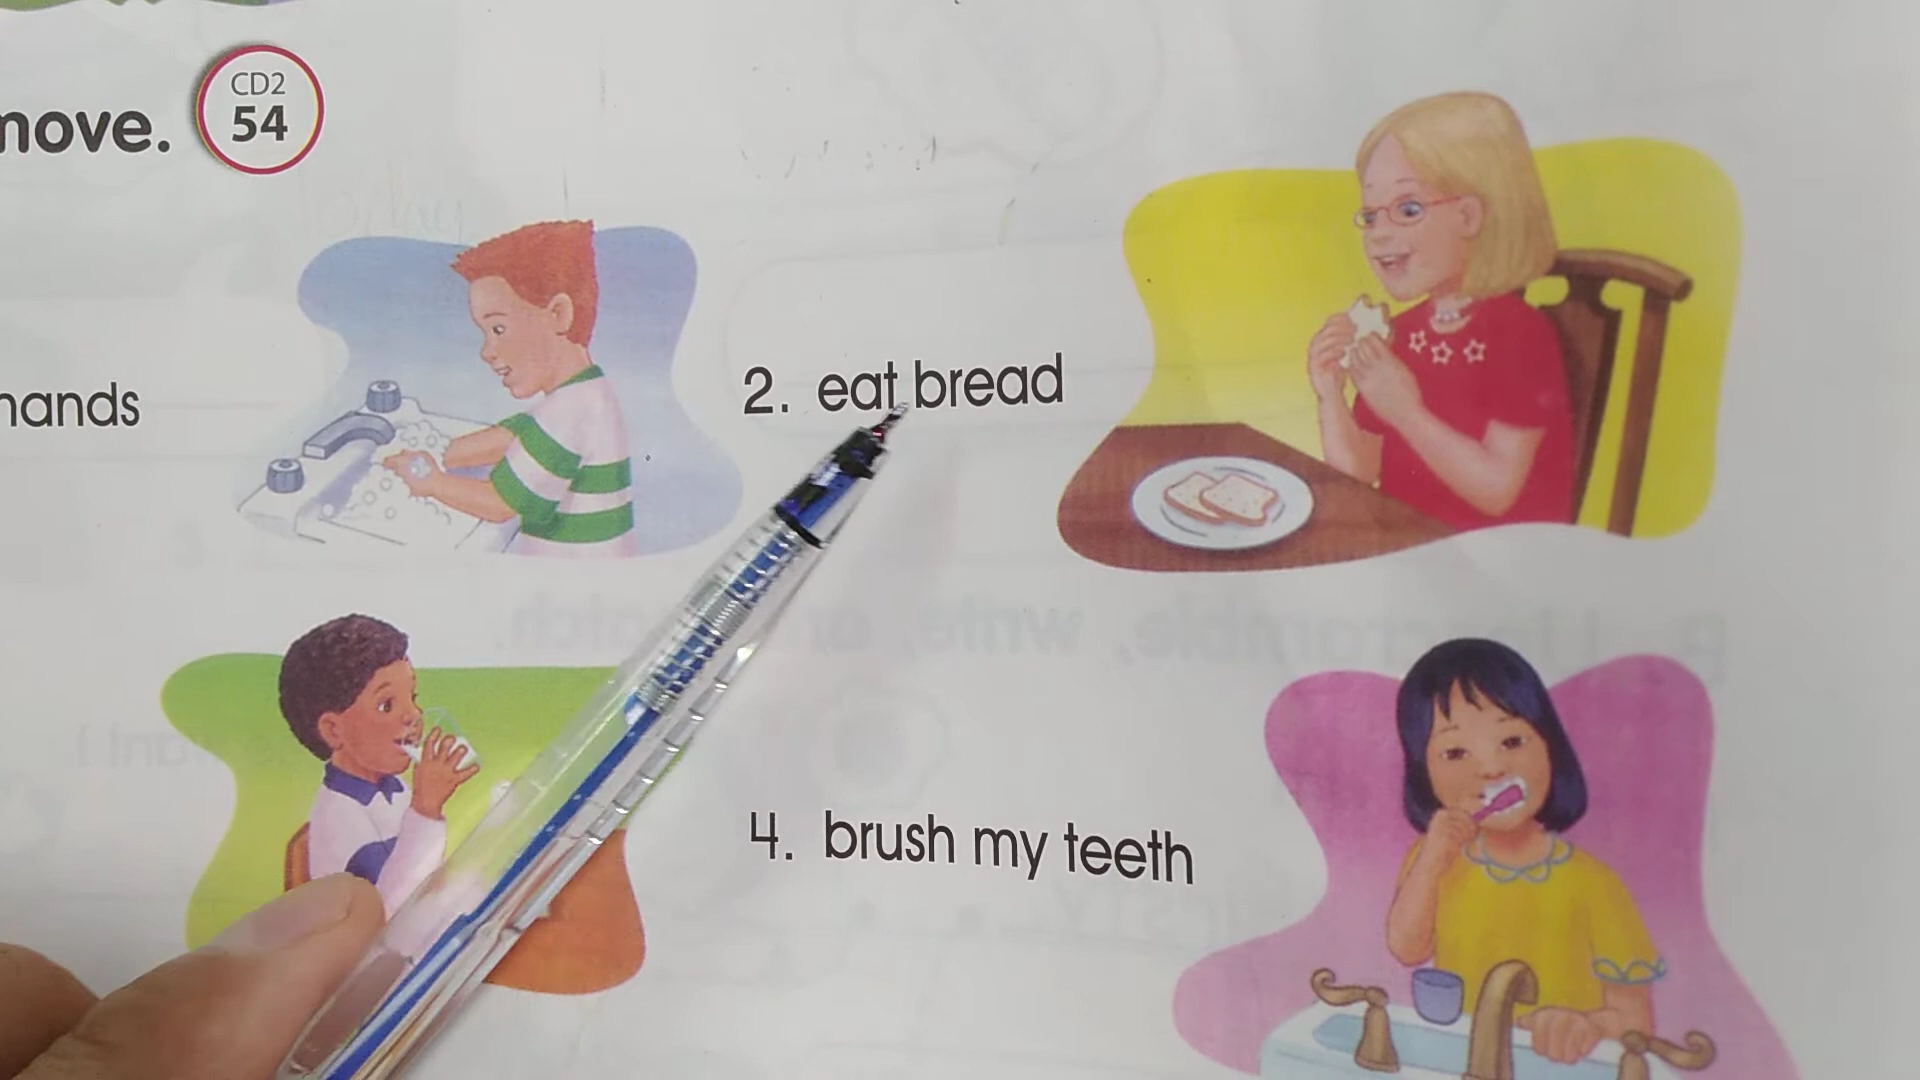 move.
CD2
54
hands
2. eat bread
4. brush my teeth